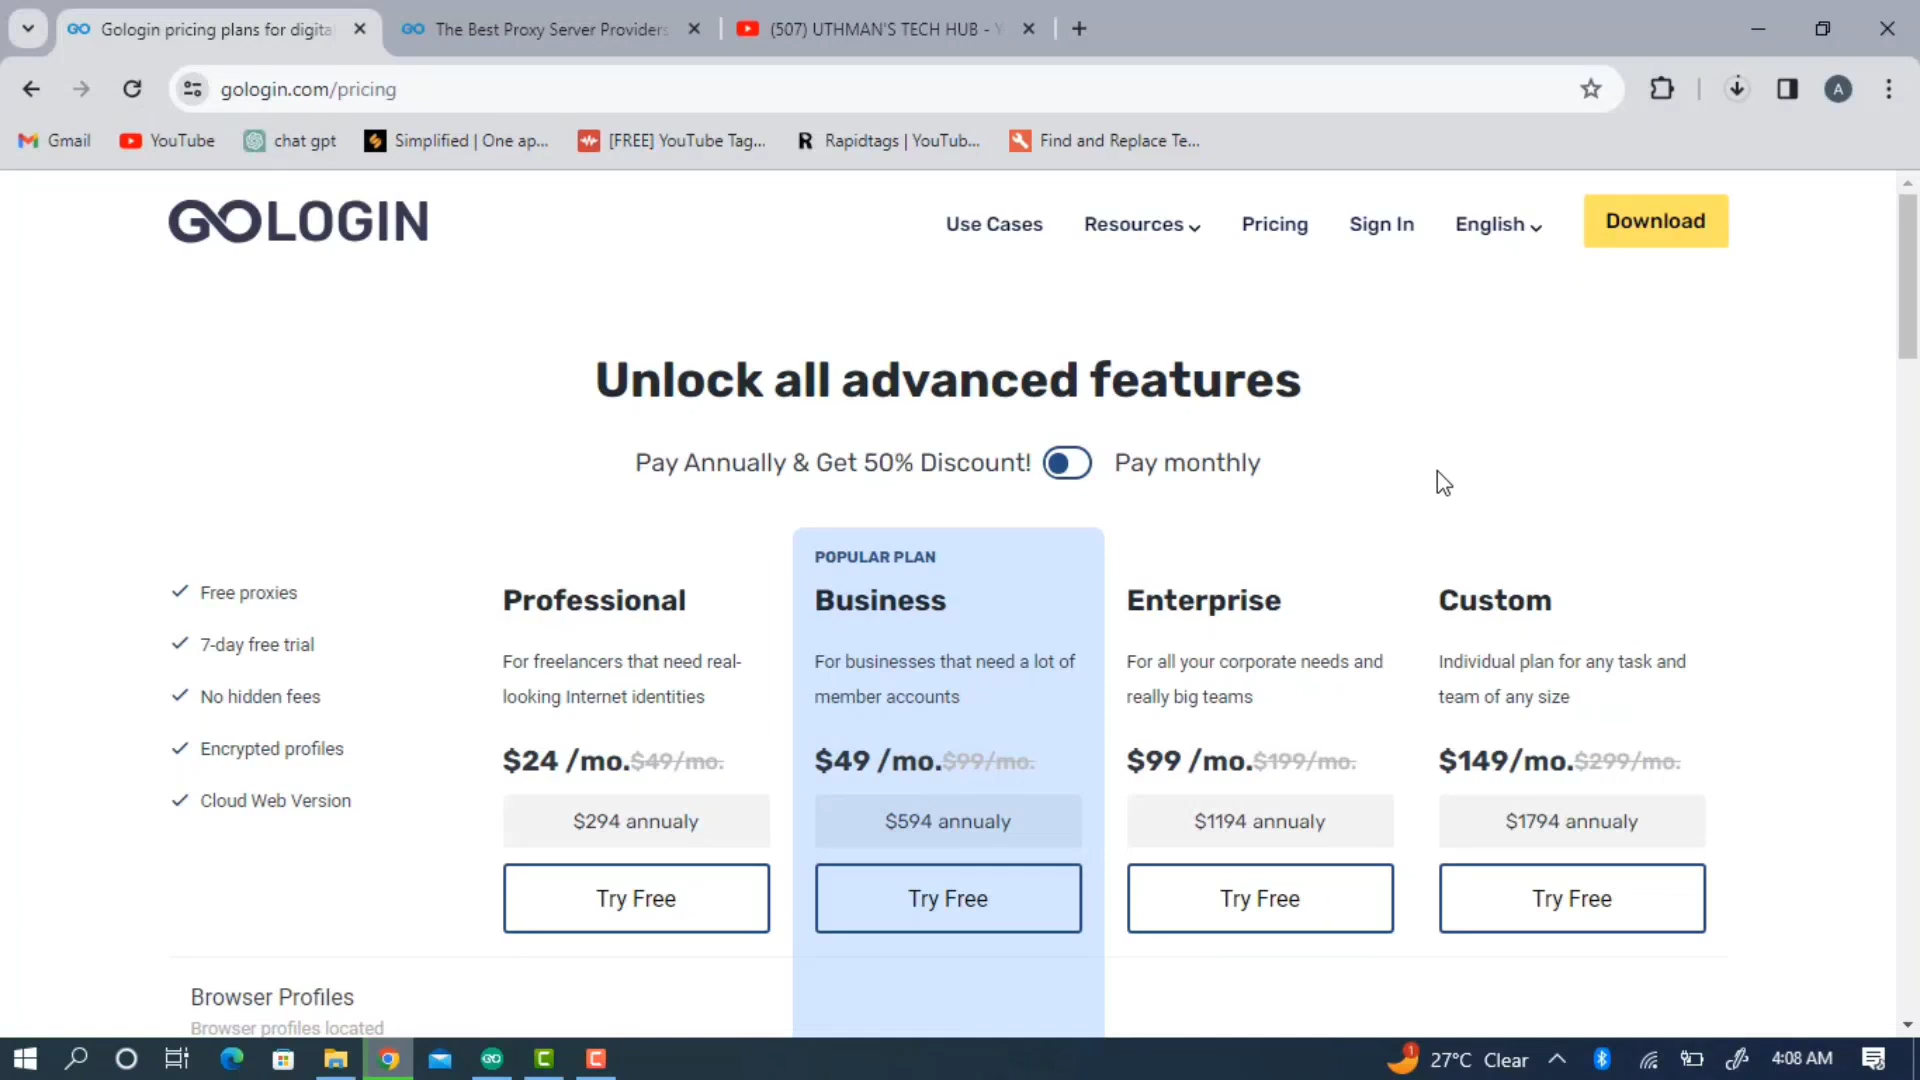 GO Gologin pricing plans for digita
GO The Best Proxy Server Providers
(507) UTHMAN'S TECH HUB - Y
gologin.com/pricing
A
Gmail
YouTube
chat gpt
Simplified | One ap...
[FREE] YouTube Tag...
R Rapidtags | YouTub...
Find and Replace Te...
GOLOGIN
Use Cases
Resources
Pricing
Sign In
English
Download
Unlock all advanced features
Pay Annually & Get 50% Discount!
Pay monthly
Free proxies
7-day free trial
No hidden fees
Encrypted profiles
Cloud Web Version
Professional
For freelancers that need real-
looking Internet identities
$24 /mo. $49/mo.
$294 annualy
Try Free
POPULAR PLAN
Business
For businesses that need a lot of
member accounts
$49 /mo. $99/mo.
$594 annualy
Try Free
Enterprise
For all your corporate needs and
really big teams
$99 /mo. $199/mo.
$1194 annualy
Try Free
Custom
Individual plan for any task and
team of any size
$149/mo. $299/mo.
$1794 annualy
Try Free
Browser Profiles
Browser profiles located
GO
C
C
1
27°C Clear
4:08 AM